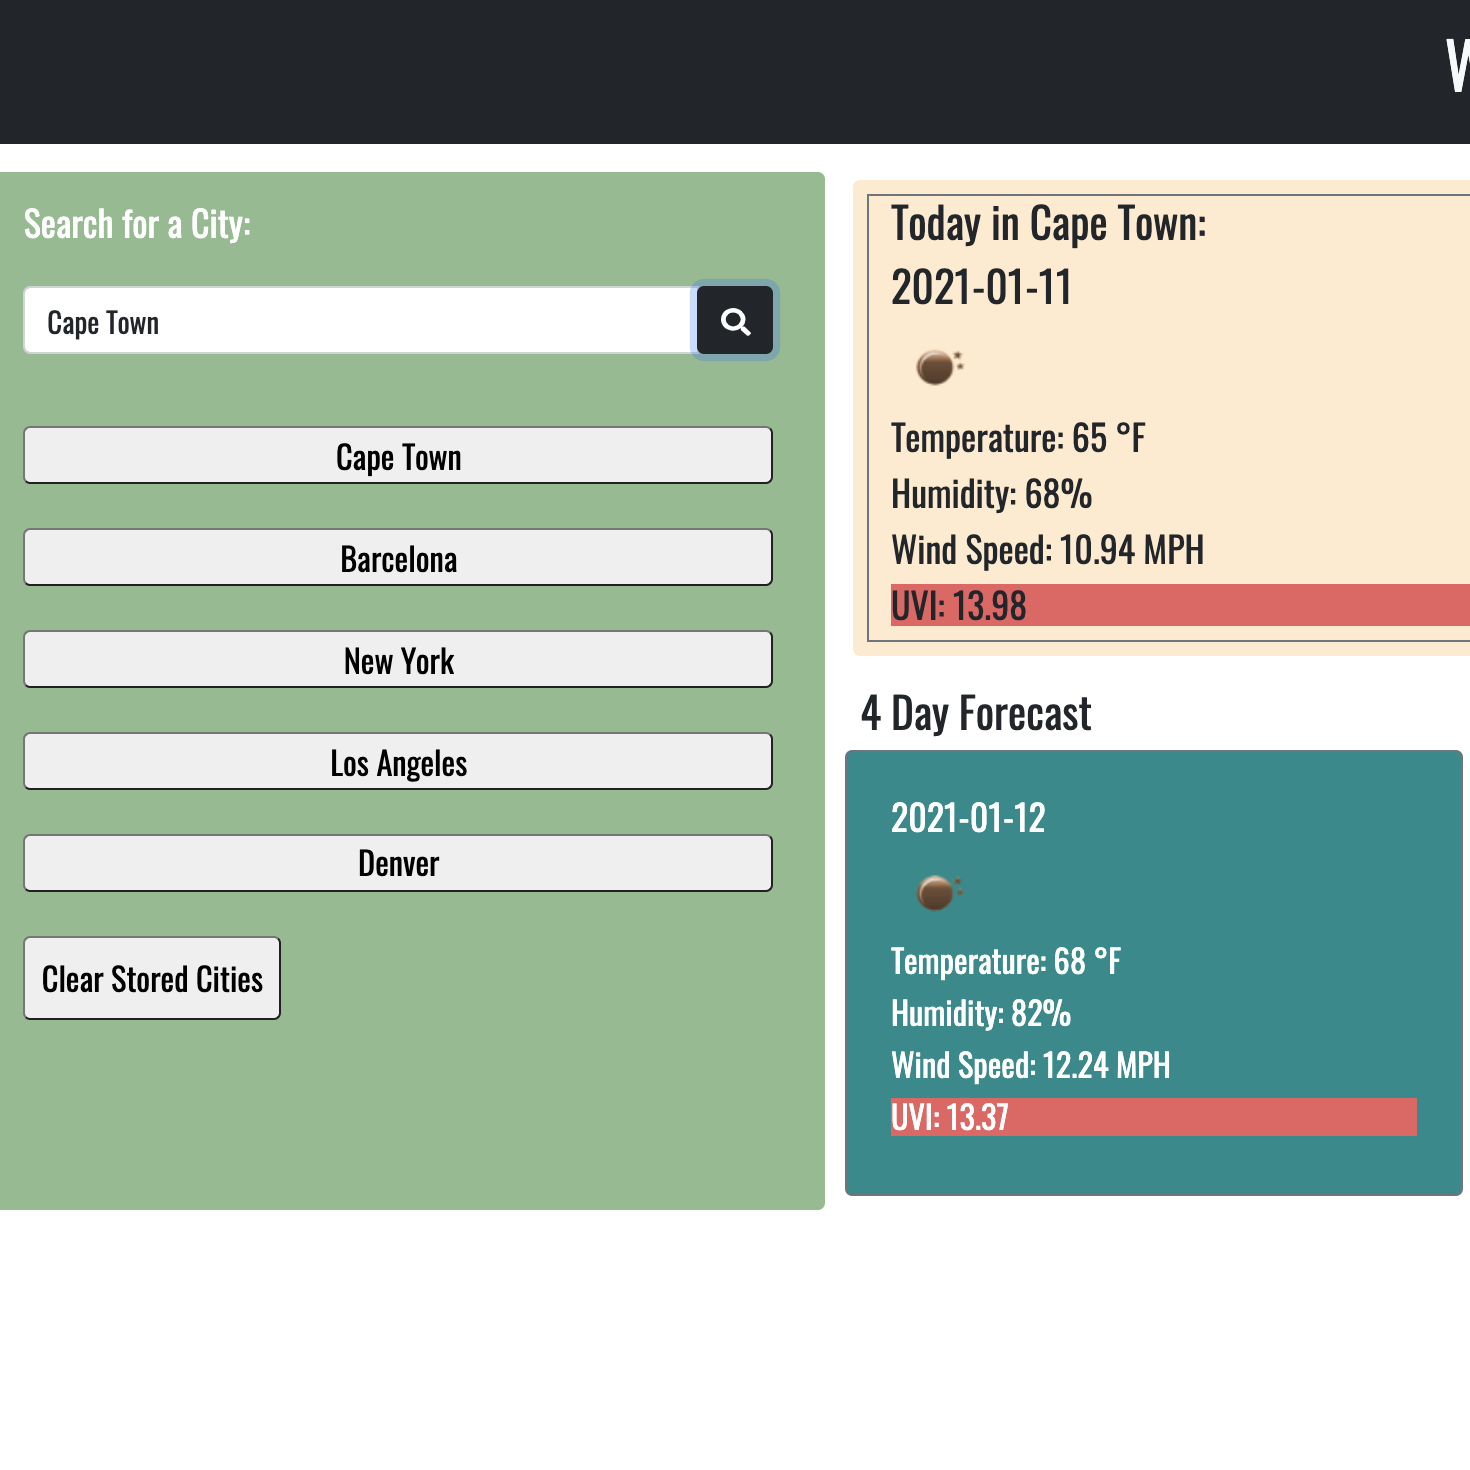 Search for a City:
Cape Town
Cape Town
Barcelona
New York
Los Angeles
Denver
Clear Stored Cities
Today in Cape Town:
2021-01-11
Temperature: 65 °F
Humidity: 68%
Wind Speed: 10.94 MPH
UVI: 13.98
4 Day Forecast
2021-01-12
Temperature: 68 °F
Humidity: 82%
Wind Speed: 12.24 MPH
UVI: 13.37